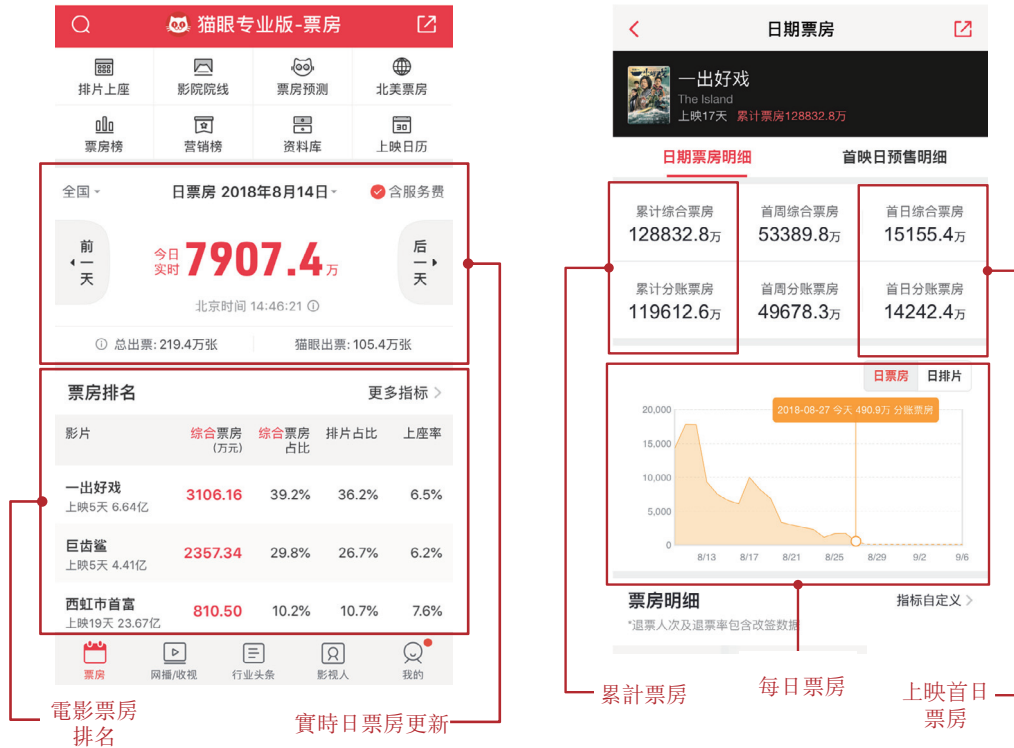 猫眼专业版-票房
排片上座 影院院线 票房预测 北美票房
票房榜 营销榜 资料库 上映日历
30
全国 日票房 2018年8月14日 含服务费
前一天
今日实时 7907.4万
后一天
北京时间 14:46:21
总出票: 219.4万张 猫眼出票: 105.4万张
票房排名 更多指标
影片 综合票房(万元) 综合票房占比 排片占比 上座率
一出好戏 3106.16 39.2% 36.2% 6.5%
上映5天 6.64亿
巨齿鲨 2357.34 29.8% 26.7% 6.2%
上映5天 4.41亿
西虹市首富 810.50 10.2% 10.7% 7.6%
上映19天 23.67亿
票房 网播/收视 行业头条 影视人 我的
電影票房
排名
實時日票房更新
日期票房
一出好戏
The Island
上映17天 累计票房128832.8万
日期票房明细 首映日预售明细
累计综合票房 首周综合票房 首日综合票房
128832.8万 53389.8万 15155.4万
累计分账票房 首周分账票房 首日分账票房
119612.6万 49678.3万 14242.4万
日票房 日排片
2018-08-27 今天 490.9万 分账票房
20,000
15,000
10,000
5,000
0
8/13 8/17 8/21 8/25 8/29 9/2 9/6
票房明细 指标自定义
*退票人次及退票率包含改签数据
累計票房
每日票房
上映首日
票房